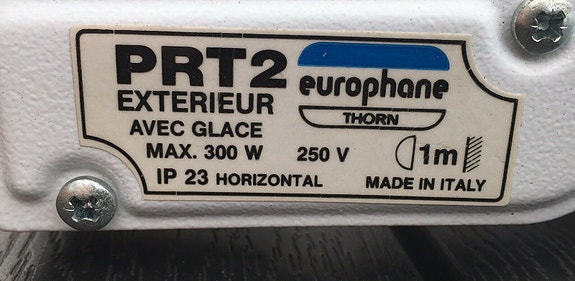 PRT2
europhane
EXTERIEUR
THORN
AVEC GLACE
MAX. 300 W 250 V 1m
IP 23 HORIZONTAL MADE IN ITALY